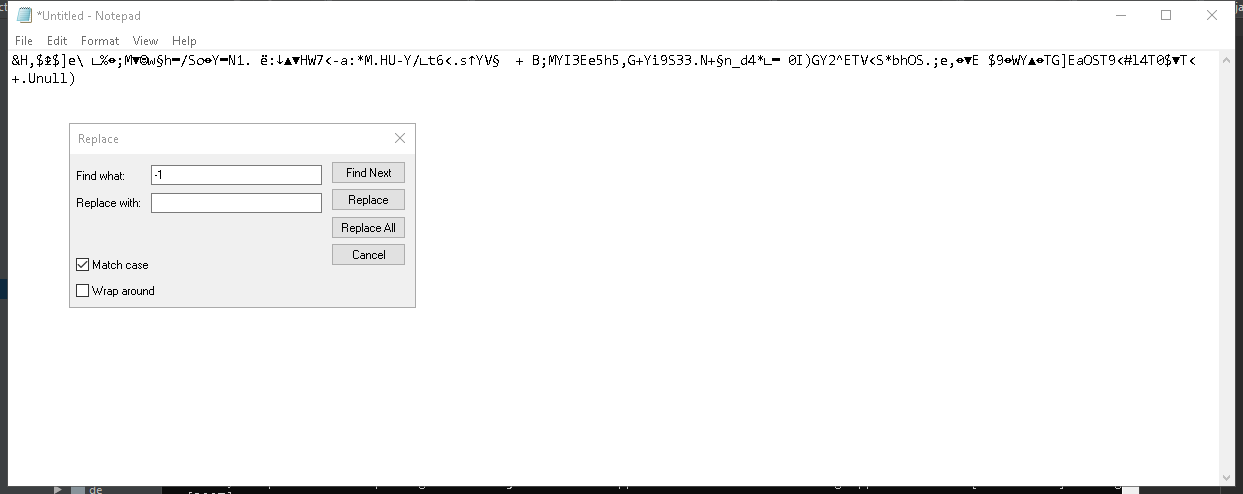 *Untitled - Notepad
File Edit Format View Help
&H,$⯐$]e\ ∟%↔;M▼☺ѡ§h━/Sơ↔Y━N1. ë:↓▲▼HW7<-a:*M.HU-Y/∟t6<.s↑YV§ + B;MYI3Ee5h5,G+Yi9S33.N+§n_d4*∟━ 0I)GY2^ETV<S*bhOS.;e,↔▼E $9↔WY▲↔TG]EaOST9<#l4T0$▼T<
+.Unull)
Replace
Find what: -1 Find Next
Replace with: Replace
Replace All
Cancel
Match case
Wrap around
de